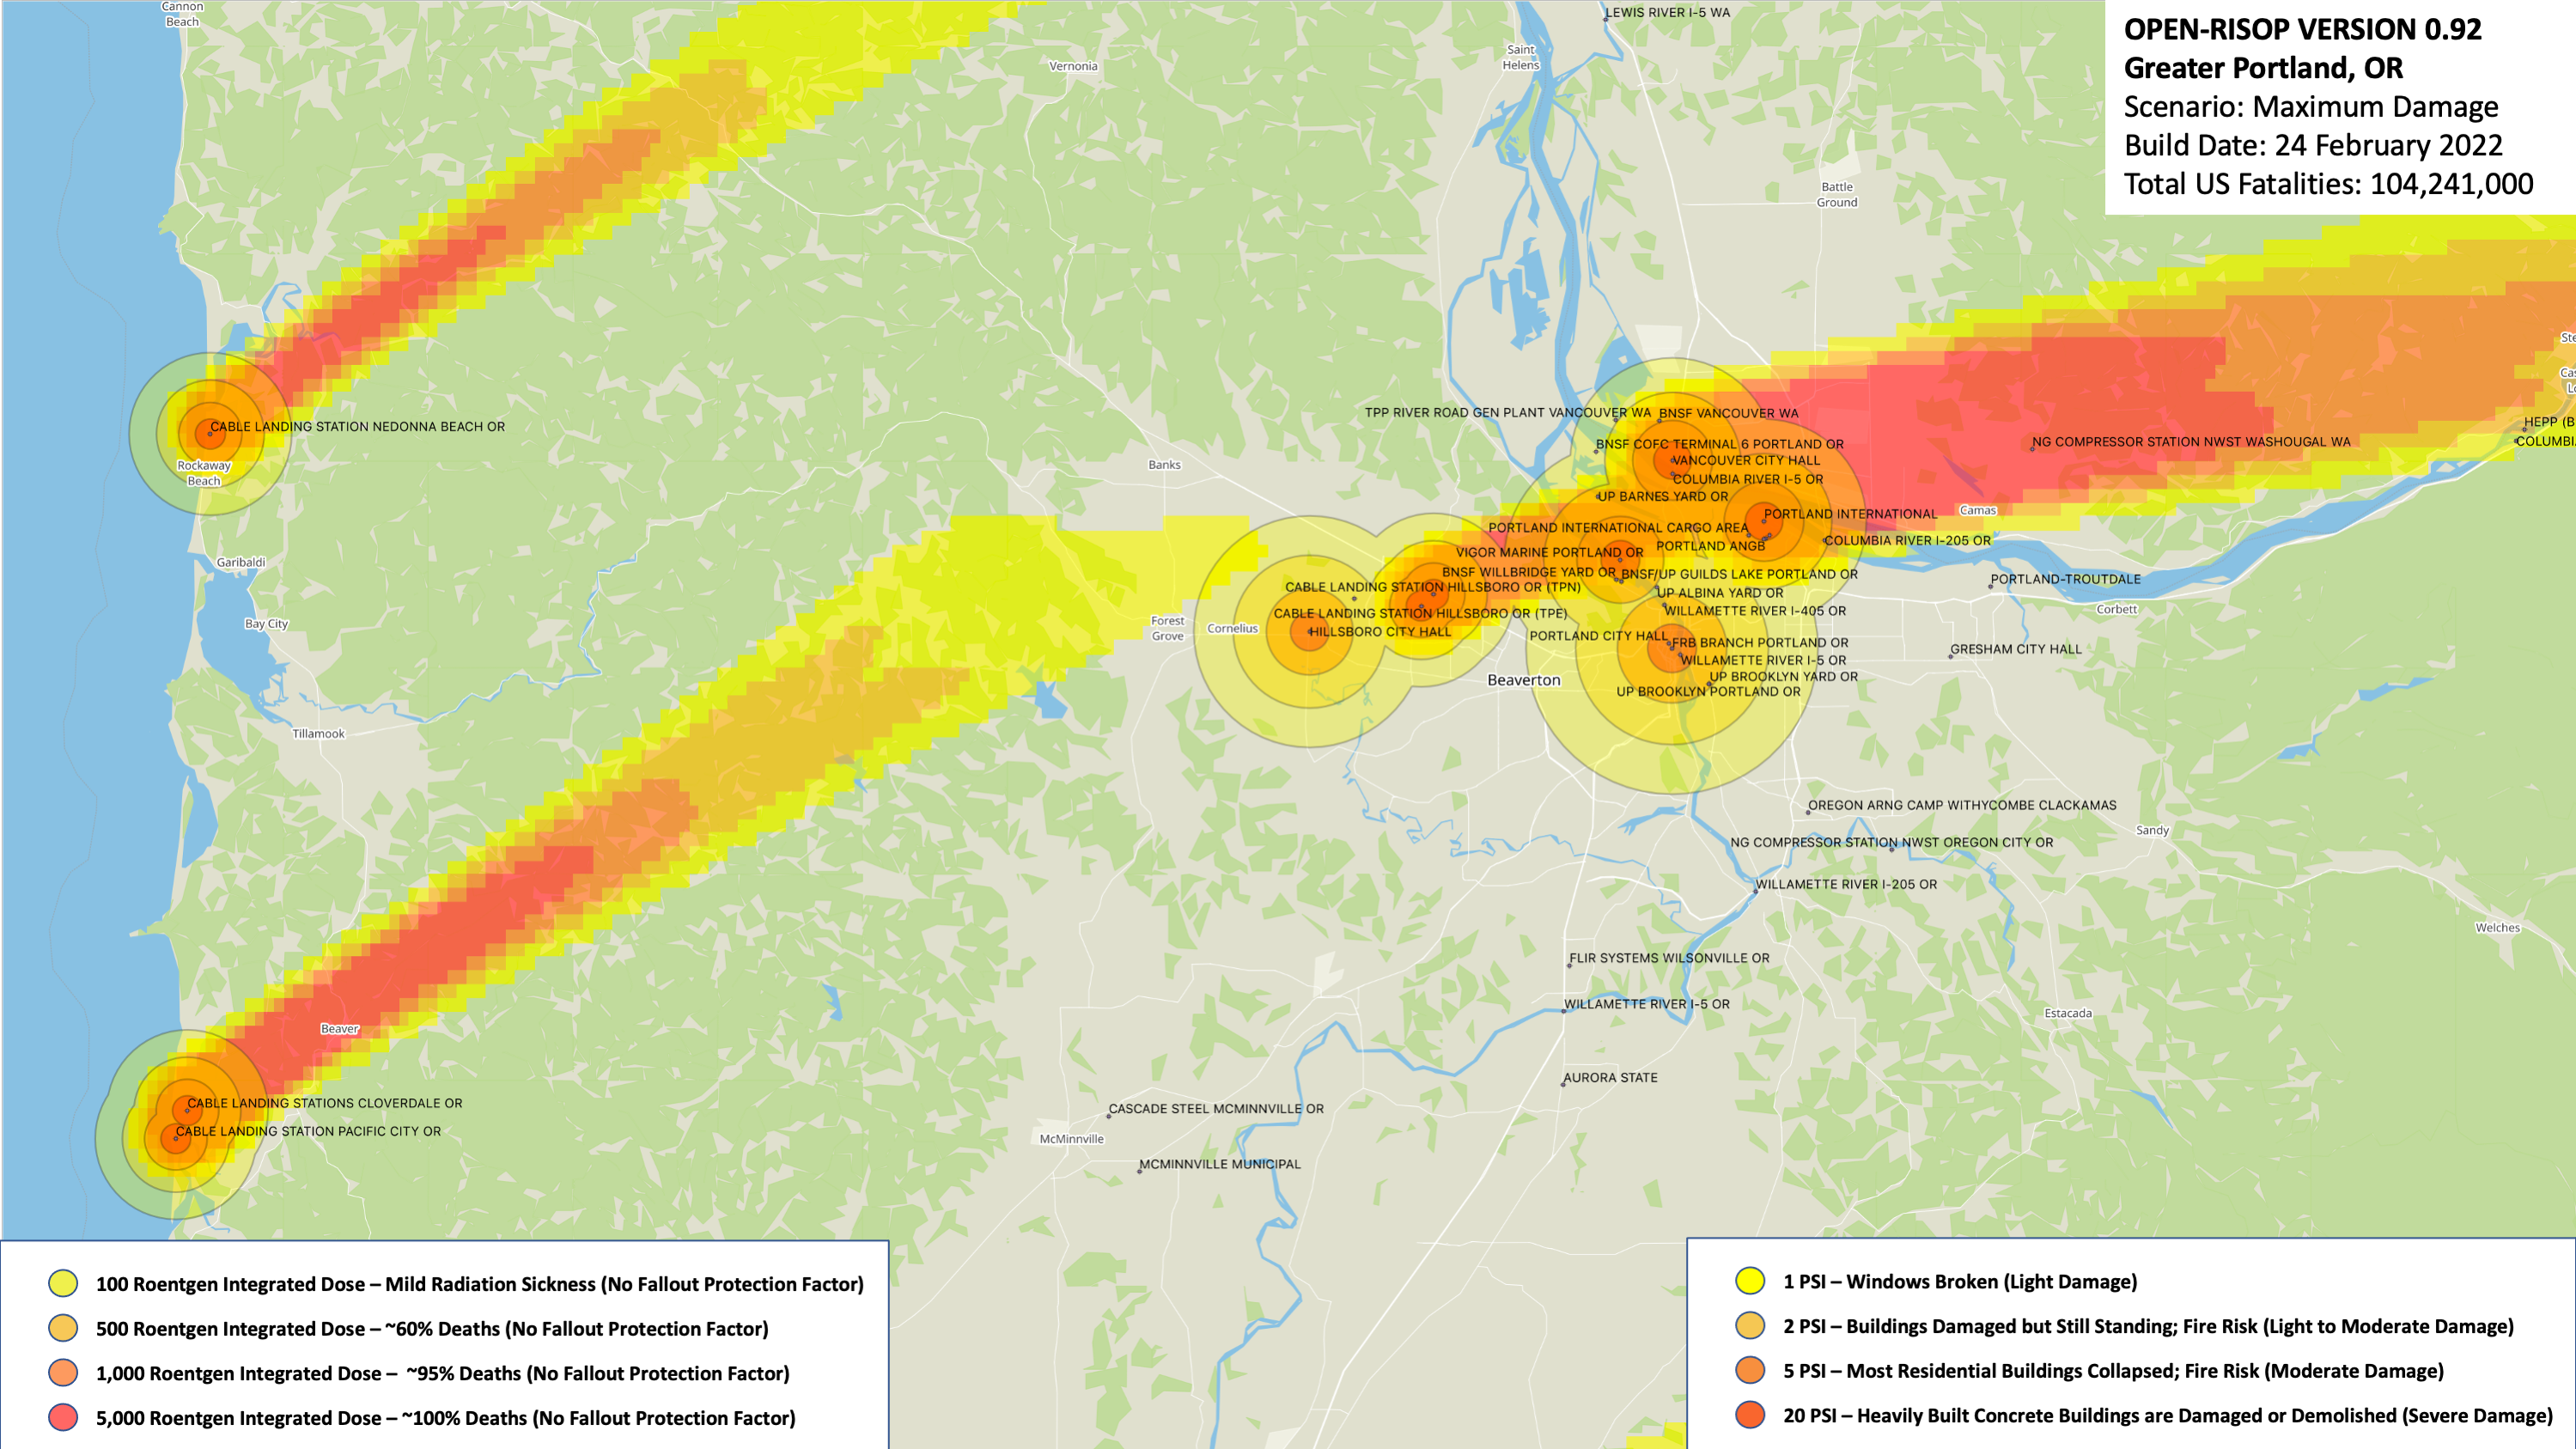 Cannon
Beach
LEWIS RIVER I-5 WA
OPEN-RISOP VERSION 0.92
Greater Portland, OR
Scenario: Maximum Damage
Build Date: 24 February 2022
Total US Fatalities: 104,241,000
Saint
Helens
Vernonia
Battle
Ground
Ste
Cas
Lo
TPP RIVER ROAD GEN PLANT VANCOUVER WA
BNSF VANCOUVER WA
HEPP (B
CABLE LANDING STATION NEDONNA BEACH OR
COLUMBI
NG COMPRESSOR STATION NWST WASHOUGAL WA
BNSF COFC TERMINAL 6 PORTLAND OR
VANCOUVER CITY HALL
Rockaway
Beach
Banks
COLUMBIA RIVER I-5 OR
UP BARNES YARD OR
Camas
PORTLAND INTERNATIONAL
PORTLAND INTERNATIONAL CARGO AREA
COLUMBIA RIVER I-205 OR
PORTLAND ANGB
VIGOR MARINE PORTLAND OR
Garibaldi
BNSF WILLBRIDGE YARD OR
BNSF/UP GUILDS LAKE PORTLAND OR
PORTLAND-TROUTDALE
CABLE LANDING STATION HILLSBORO OR (TPN)
UP ALBINA YARD OR
Corbett
CABLE LANDING STATION HILLSBORO OR (TPE)
WILLAMETTE RIVER I-405 OR
Bay City
Forest
Grove
Cornelius
HILLSBORO CITY HALL
PORTLAND CITY HALL
FRB BRANCH PORTLAND OR
GRESHAM CITY HALL
WILLAMETTE RIVER I-5 OR
UP BROOKLYN YARD OR
Beaverton
UP BROOKLYN PORTLAND OR
Tillamook
OREGON ARNG CAMP WITHYCOMBE CLACKAMAS
Sandy
NG COMPRESSOR STATION NWST OREGON CITY OR
WILLAMETTE RIVER I-205 OR
Welches
FLIR SYSTEMS WILSONVILLE OR
WILLAMETTE RIVER I-5 OR
Estacada
Beaver
AURORA STATE
CABLE LANDING STATIONS CLOVERDALE OR
CASCADE STEEL MCMINNVILLE OR
CABLE LANDING STATION PACIFIC CITY OR
McMinnville
MCMINNVILLE MUNICIPAL
100 Roentgen Integrated Dose – Mild Radiation Sickness (No Fallout Protection Factor)
500 Roentgen Integrated Dose – ~60% Deaths (No Fallout Protection Factor)
1,000 Roentgen Integrated Dose – ~95% Deaths (No Fallout Protection Factor)
5,000 Roentgen Integrated Dose – ~100% Deaths (No Fallout Protection Factor)
1 PSI – Windows Broken (Light Damage)
2 PSI – Buildings Damaged but Still Standing; Fire Risk (Light to Moderate Damage)
5 PSI – Most Residential Buildings Collapsed; Fire Risk (Moderate Damage)
20 PSI – Heavily Built Concrete Buildings are Damaged or Demolished (Severe Damage)